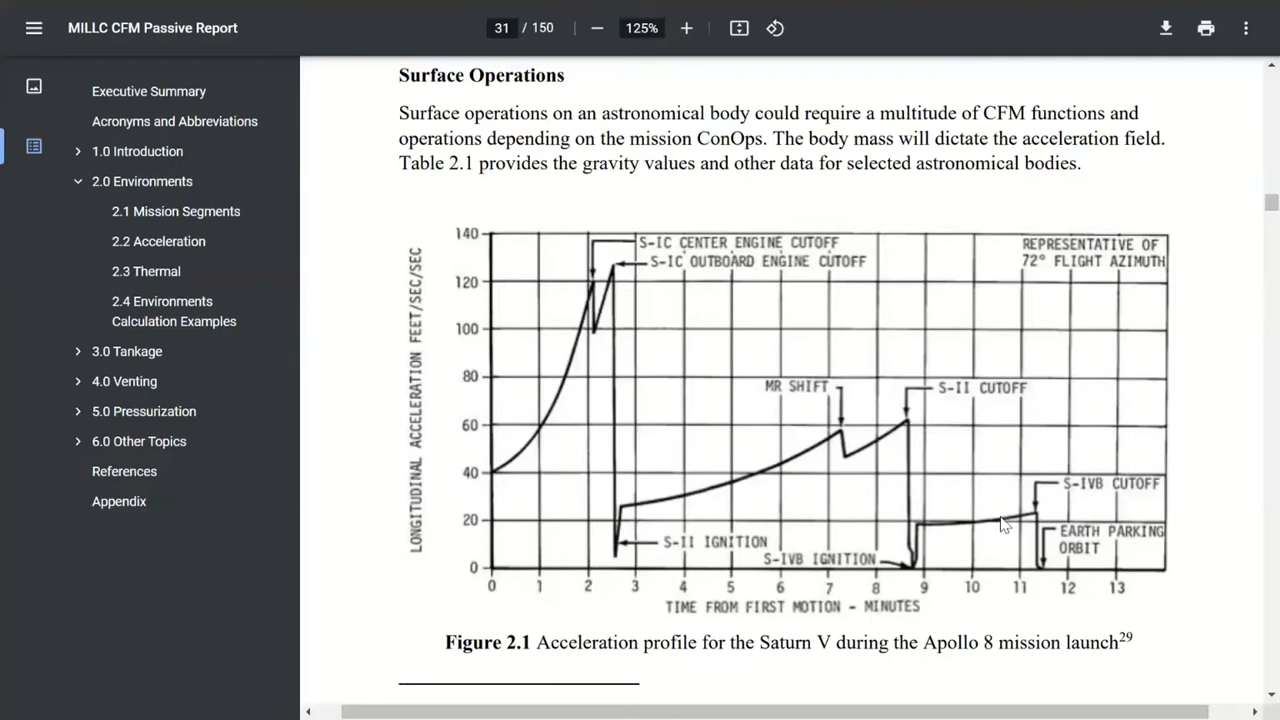 MILLC CFM Passive Report
31 / 150
125%
Executive Summary
Acronyms and Abbreviations
1.0 Introduction
2.0 Environments
2.1 Mission Segments
2.2 Acceleration
2.3 Thermal
2.4 Environments
Calculation Examples
3.0 Tankage
4.0 Venting
5.0 Pressurization
6.0 Other Topics
References
Appendix
Surface Operations
Surface operations on an astronomical body could require a multitude of CFM functions and
operations depending on the mission ConOps. The body mass will dictate the acceleration field.
Table 2.1 provides the gravity values and other data for selected astronomical bodies.
LONGITUDINAL ACCELERATION FEET/SEC/SEC
140
120
100
80
60
40
20
0
S-IC CENTER ENGINE CUTOFF
S-IC OUTBOARD ENGINE CUTOFF
REPRESENTATIVE OF
72° FLIGHT AZIMUTH
MR SHIFT
S-II CUTOFF
S-IVB CUTOFF
EARTH PARKING
ORBIT
S-II IGNITION
S-IVB IGNITION
0 1 2 3 4 5 6 7 8 9 10 11 12 13
TIME FROM FIRST MOTION - MINUTES
Figure 2.1 Acceleration profile for the Saturn V during the Apollo 8 mission launch29